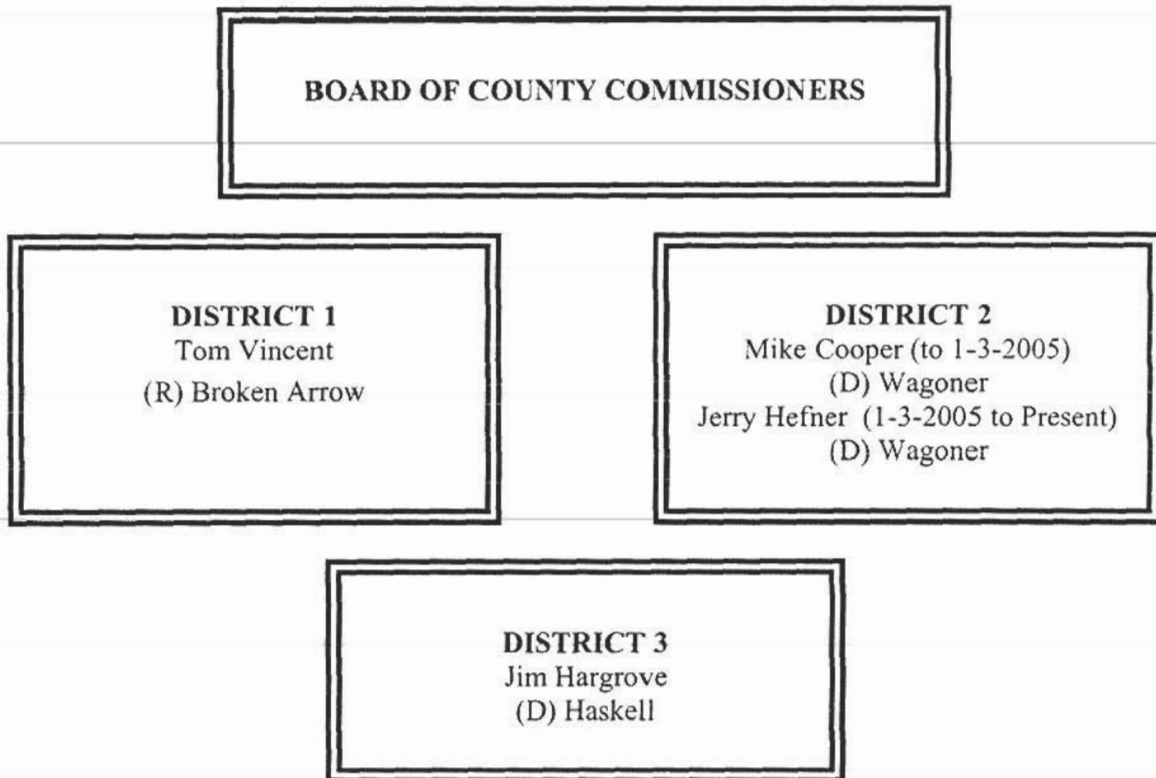 BOARD OF COUNTY COMMISSIONERS
DISTRICT 1
Tom Vincent
(R) Broken Arrow
DISTRICT 2
Mike Cooper (to 1-3-2005)
(D) Wagoner
Jerry Hefner (1-3-2005 to Present)
(D) Wagoner
DISTRICT 3
Jim Hargrove
(D) Haskell